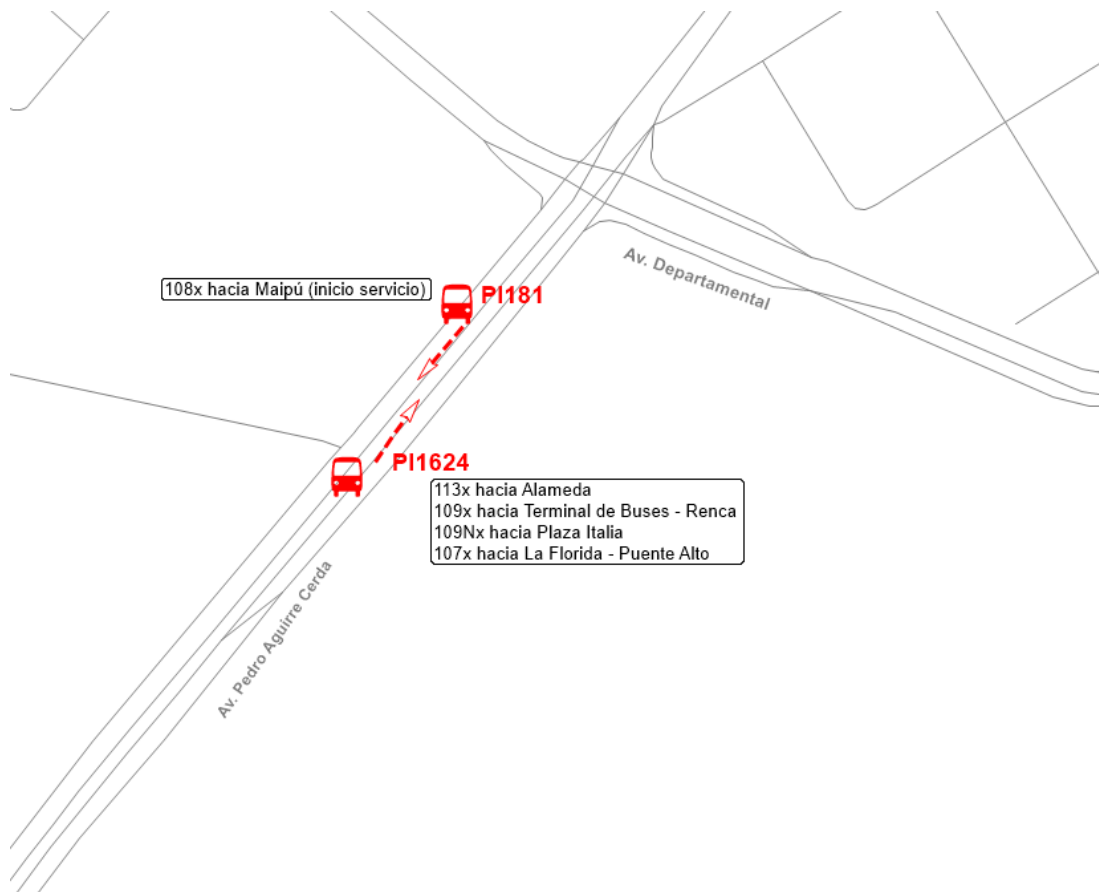 Av. Departamental
108x hacia Maipú (inicio servicio)
PI181
PI1624
113x hacia Alameda
109x hacia Terminal de Buses - Renca
109Nx hacia Plaza Italia
107x hacia La Florida - Puente Alto
Av. Pedro Aguirre Cerda